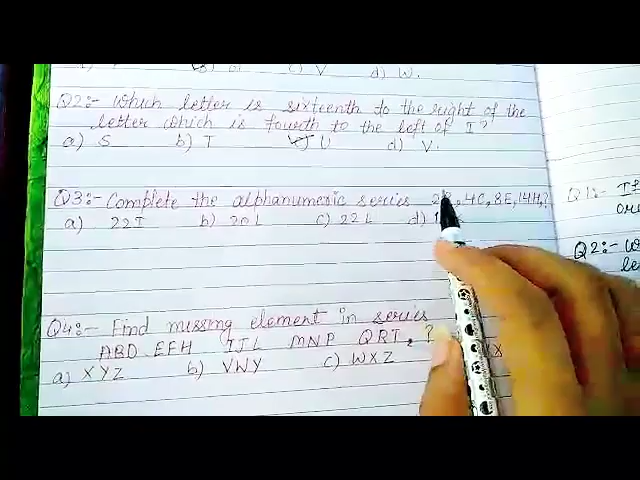 c) V d) W.
Q2:- Which letter is sixteenth to the right of the
letter which is fourth to the left of I?
a) S b) T c) U d) V.
Q3:- Complete the alphanumeric series 4C, 8E, 14H, ?
a) 22I b) 20L c) 22L d)
Q4:- Find missing element in series
ABD EFH IJL MNP QRT, ?
a) XYZ b) VWY c) WXZ
Q1:- If
Q2:-